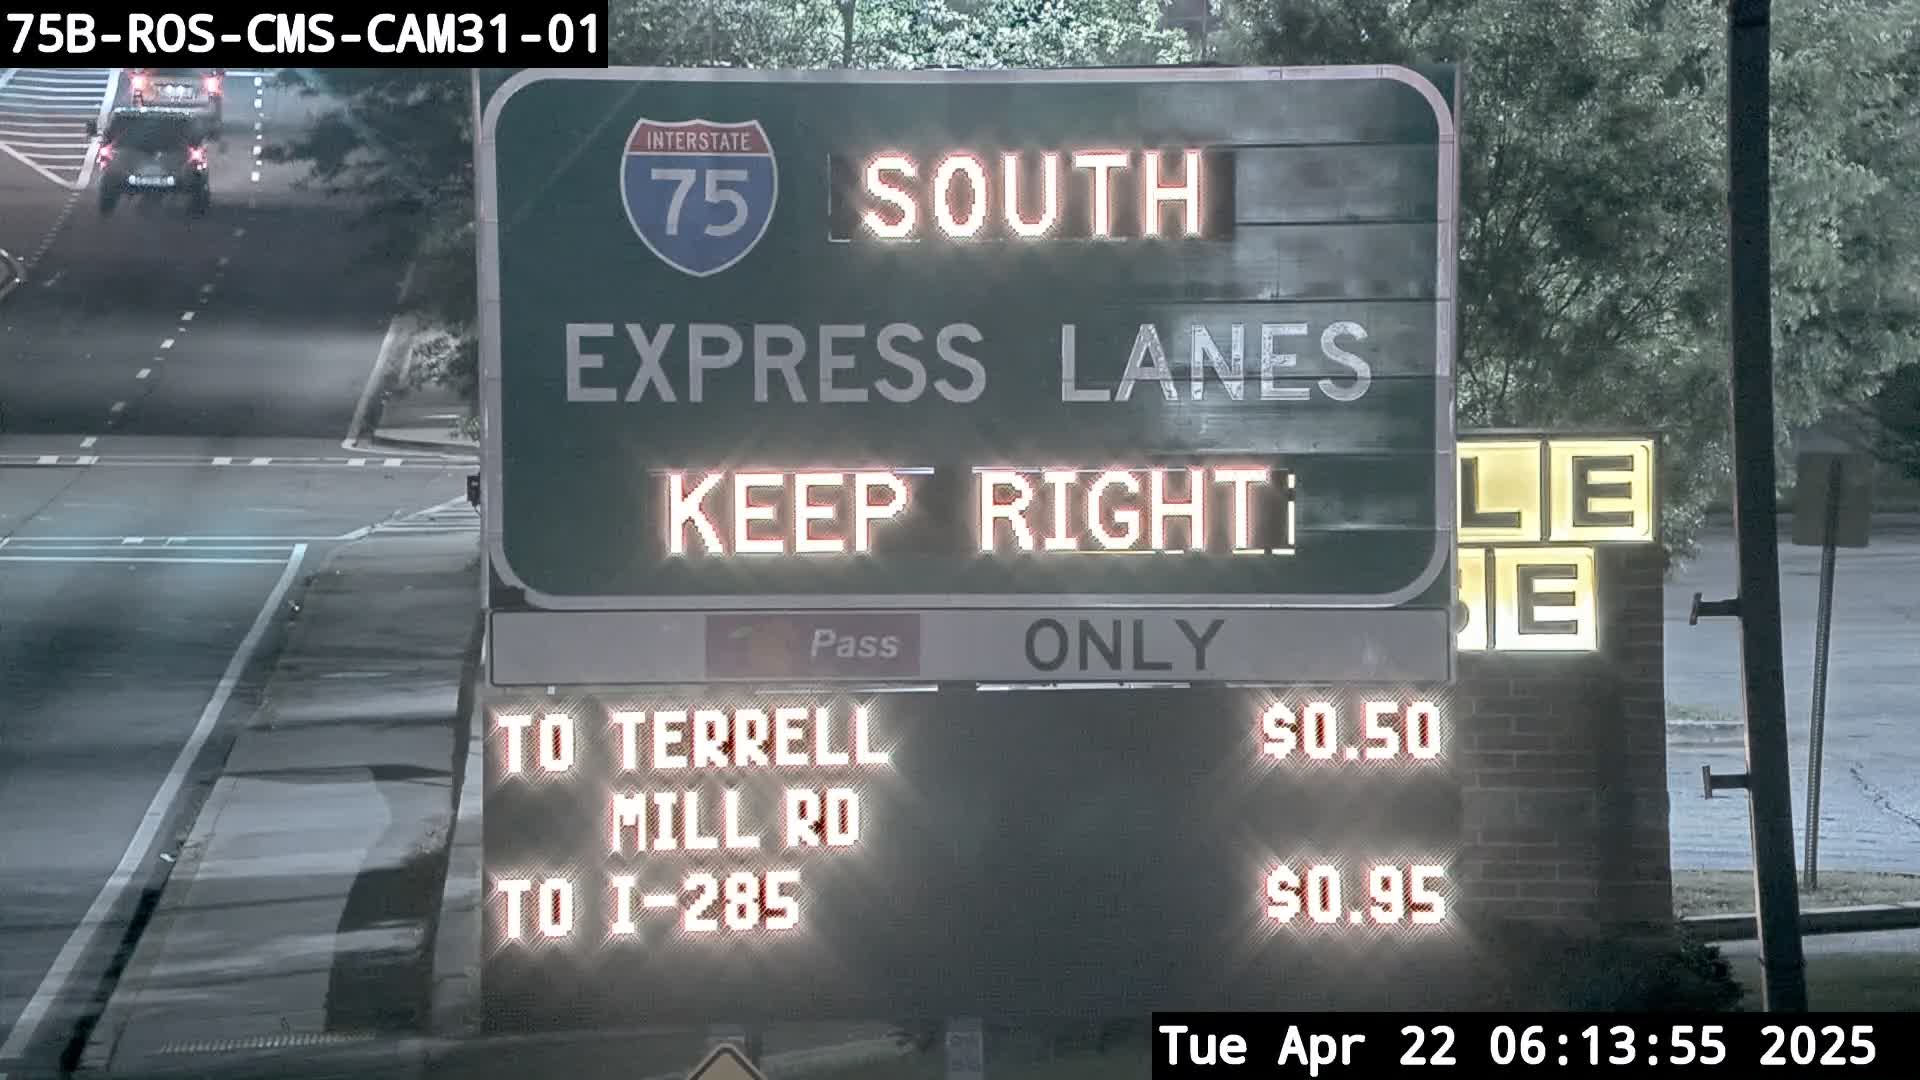 75B-ROS-CMS-CAM31-01
INTERSTATE
75
SOUTH
EXPRESS LANES
KEEP RIGHT
Pass ONLY
LE
E
TO TERRELL $0.50
MILL RD
TO I-285 $0.95
Tue Apr 22 06:13:55 2025